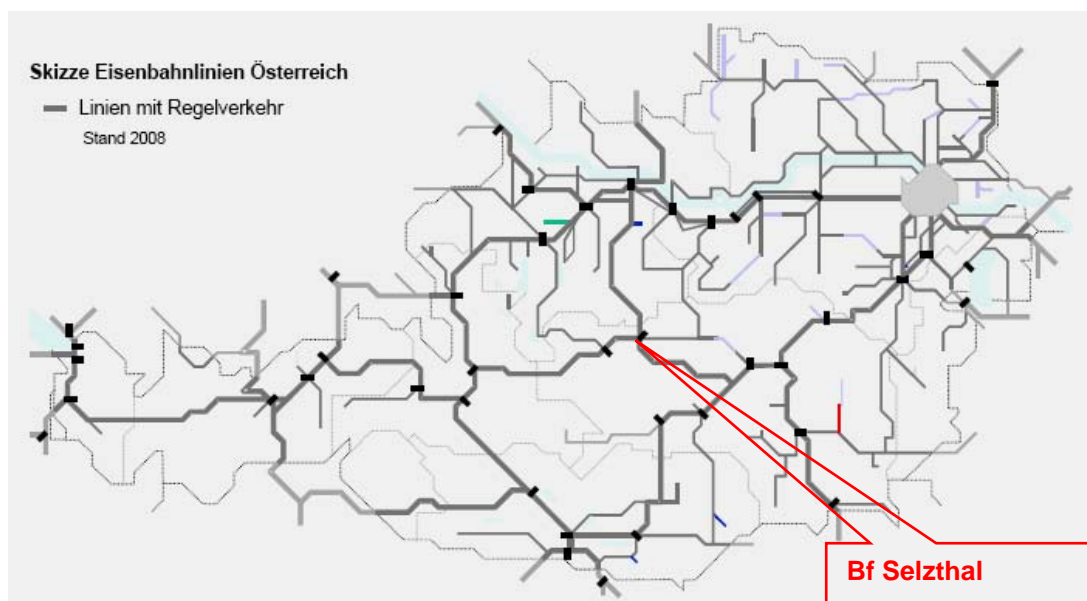 Skizze Eisenbahnlinien Österreich
Linien mit Regelverkehr
Stand 2008
Bf Selzthal